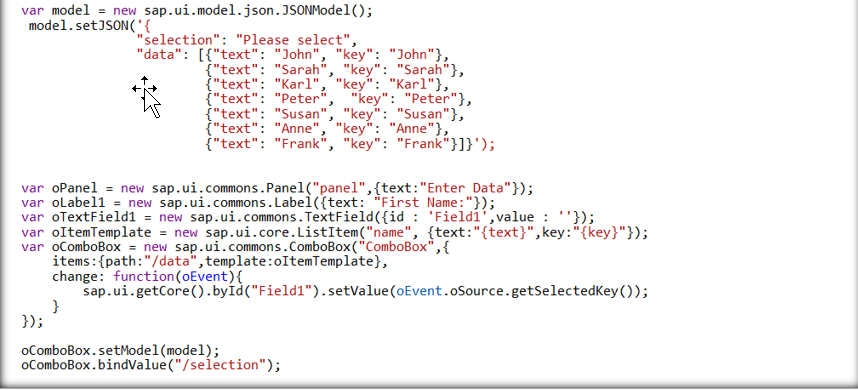 var model = new sap.ui.model.json.JSONModel();
model.setJSON('{
"selection": "Please select",
"data": [{"text": "John", "key": "John"},
{"text": "Sarah", "key": "Sarah"},
{"text": "Karl", "key": "Karl"},
{"text": "Peter",  "key": "Peter"},
{"text": "Susan", "key": "Susan"},
{"text": "Anne", "key": "Anne"},
{"text": "Frank", "key": "Frank"}]}');
var oPanel = new sap.ui.commons.Panel("panel",{text:"Enter Data"});
var oLabel1 = new sap.ui.commons.Label({text: "First Name:"});
var oTextField1 = new sap.ui.commons.TextField({id : 'Field1',value : ''});
var oItemTemplate = new sap.ui.core.ListItem("name", {text:"{text}",key:"{key}"});
var oComboBox = new sap.ui.commons.ComboBox("ComboBox",{
items:{path:"/data",template:oItemTemplate},
change: function(oEvent){
sap.ui.getCore().byId("Field1").setValue(oEvent.oSource.getSelectedKey());
}
});
oComboBox.setModel(model);
oComboBox.bindValue("/selection");